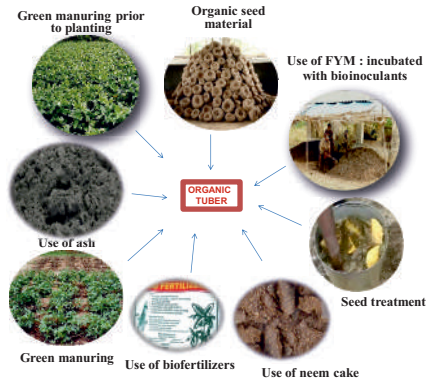 Green manuring prior
to planting
Organic seed
material
Use of FYM : incubated
with bioinoculants
ORGANIC
TUBER
Use of ash
Seed treatment
Green manuring
FERTILIZ
Use of biofertilizers
Use of neem cake